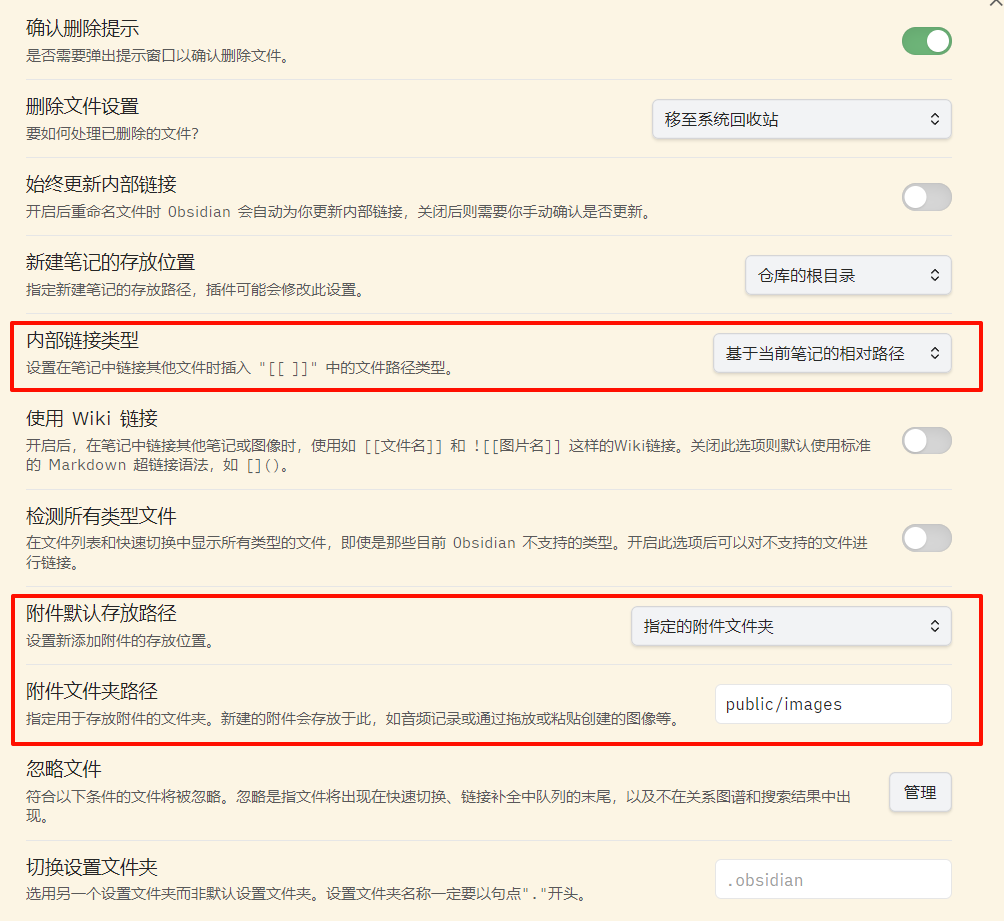 确认删除提示
是否需要弹出提示窗口以确认删除文件。
删除文件设置
要如何处理已删除的文件?
移至系统回收站
始终更新内部链接
开启后重命名文件时 Obsidian 会自动为你更新内部链接，关闭后则需要你手动确认是否更新。
新建笔记的存放位置
指定新建笔记的存放路径，插件可能会修改此设置。
仓库的根目录
内部链接类型
设置在笔记中链接其他文件时插入 "[[ ]]" 中的文件路径类型。
基于当前笔记的相对路径
使用 Wiki 链接
开启后，在笔记中链接其他笔记或图像时，使用如 [[文件名]] 和 ![[图片名]] 这样的Wiki链接。关闭此选项则默认使用标准
的 Markdown 超链接语法，如 []()。
检测所有类型文件
在文件列表和快速切换中显示所有类型的文件，即使是那些目前 Obsidian 不支持的类型。开启此选项后可以对不支持的文件进
行链接。
附件默认存放路径
设置新添加附件的存放位置。
指定的附件文件夹
附件文件夹路径
指定用于存放附件的文件夹。新建的附件会存放于此，如音频记录或通过拖放或粘贴创建的图像等。
public/images
忽略文件
符合以下条件的文件将被忽略。忽略是指文件将出现在快速切换、链接补全中队列的末尾，以及不在关系图谱和搜索结果中出
现。
管理
切换设置文件夹
选用另一个设置文件夹而非默认设置文件夹。设置文件夹名称一定要以句点"."开头。
.obsidian